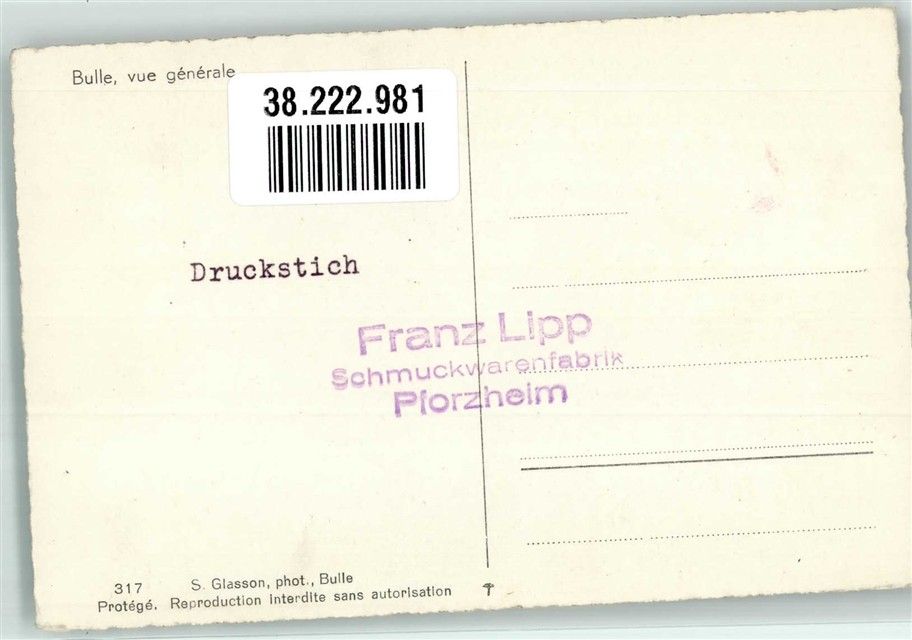 Bulle, vue générale
38.222.981
Druckstich
Franz Lipp
Schmuckwarenfabrik
Pforzheim
317 S. Glasson, phot., Bulle
Protégé. Reproduction interdite sans autorisation